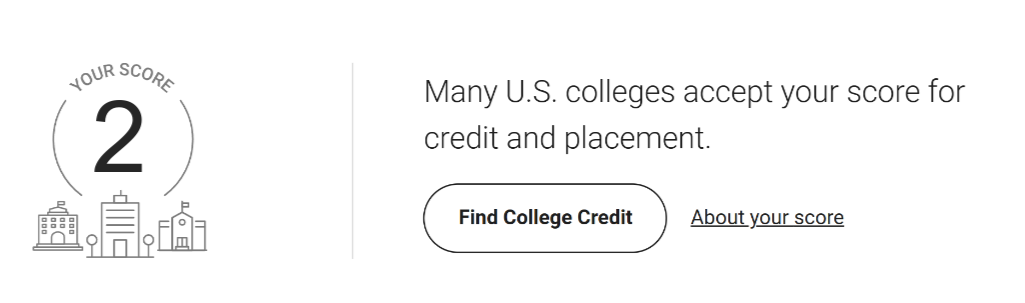 YOUR SCORE
2
Many U.S. colleges accept your score for
credit and placement.
Find College Credit
About your score